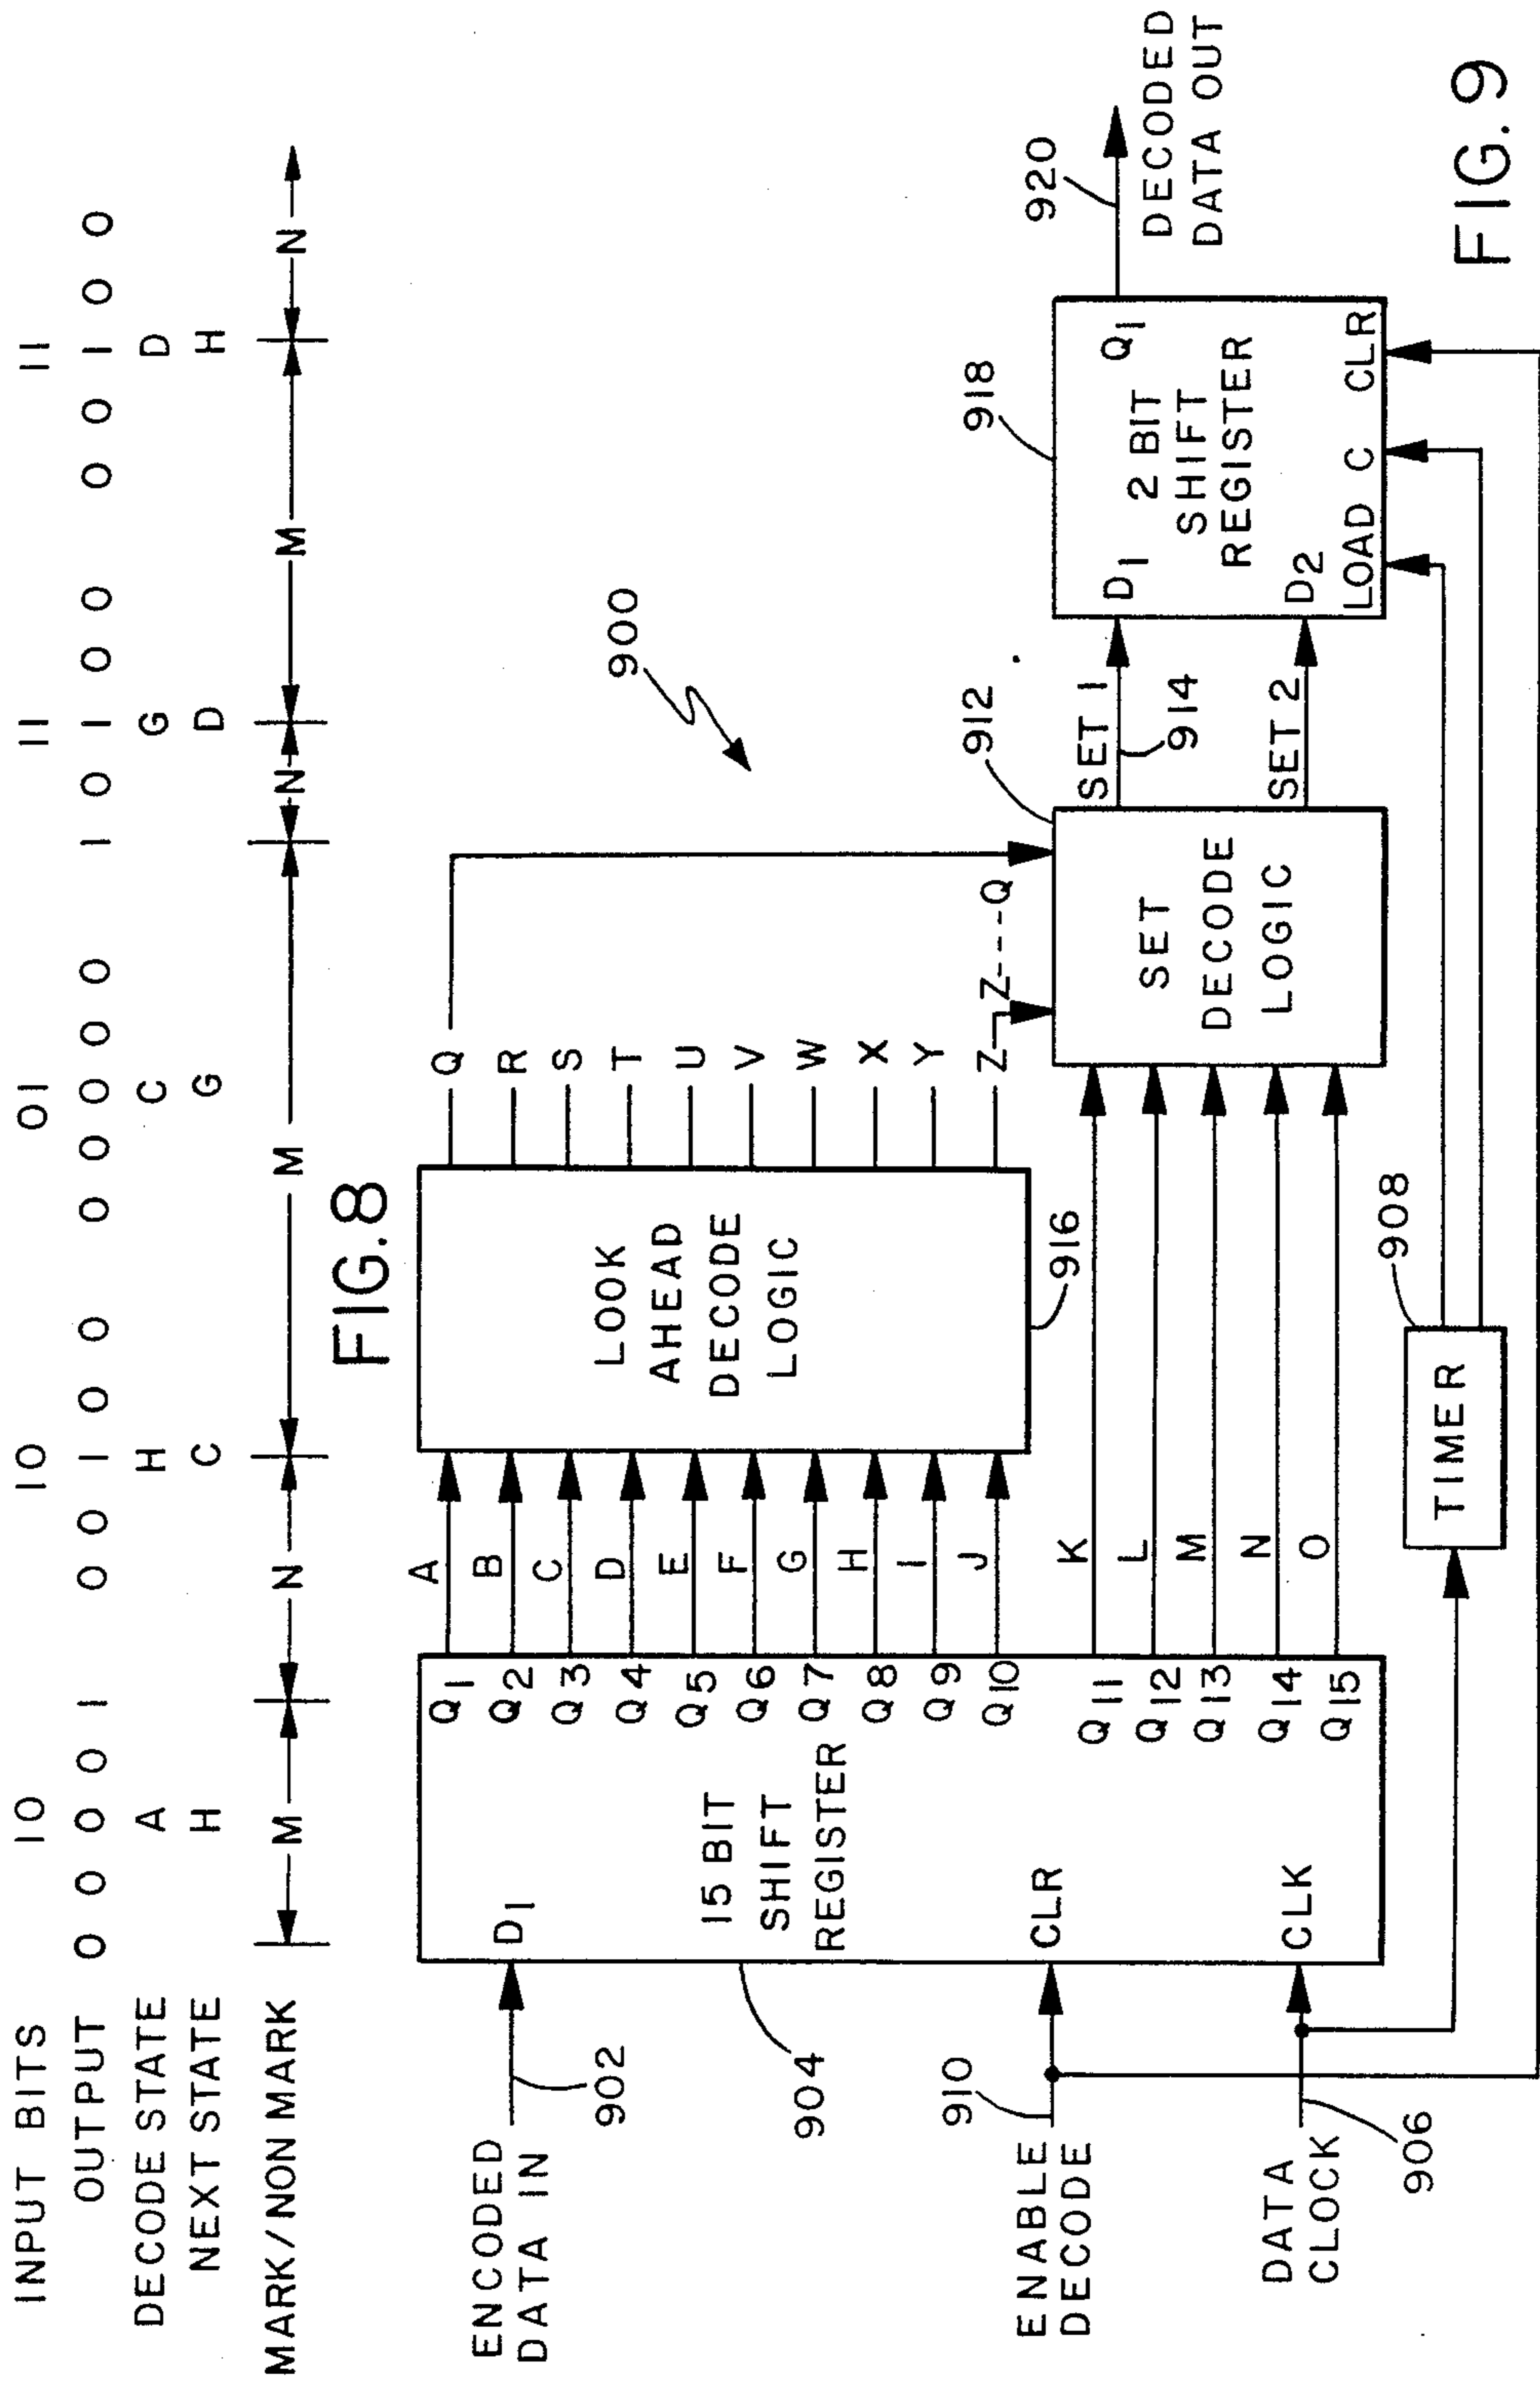 INPUT BITS 10 10 01 11 11
OUTPUT 0 0 0 0 1 0 0 1 0 0 0 0 0 0 0 1 0 1 0 0 0 0 1 0 0
DECODE STATE A H C G D
NEXT STATE H C G D H
MARK/NON MARK M N M N M N
FIG. 8
900
ENCODED
DATA IN
902
D1
15 BIT
SHIFT
REGISTER
904
910
ENABLE
DECODE
CLR
DATA
CLOCK
906
CLK
Q1 A
Q2 B
Q3 C
Q4 D
Q5 E
Q6 F
Q7 G
Q8 H
Q9 I
Q10 J
Q11 K
Q12 L
Q13 M
Q14 N
Q15 O
LOOK
AHEAD
DECODE
LOGIC
916
Q
R
S
T
U
V
W
X
Y
Z
Z---Q
912
SET
DECODE
LOGIC
SET 1
914
SET 2
918
D1
Q1
2 BIT
SHIFT
REGISTER
D2
LOAD C CLR
920
DECODED
DATA OUT
TIMER
908
FIG. 9